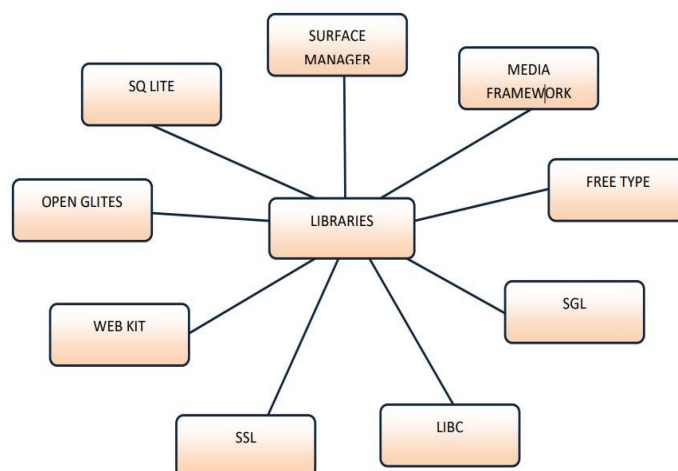 SURFACE
MANAGER
MEDIA
FRAMEWORK
SQ LITE
FREE TYPE
OPEN GLITES
LIBRARIES
SGL
WEB KIT
LIBC
SSL